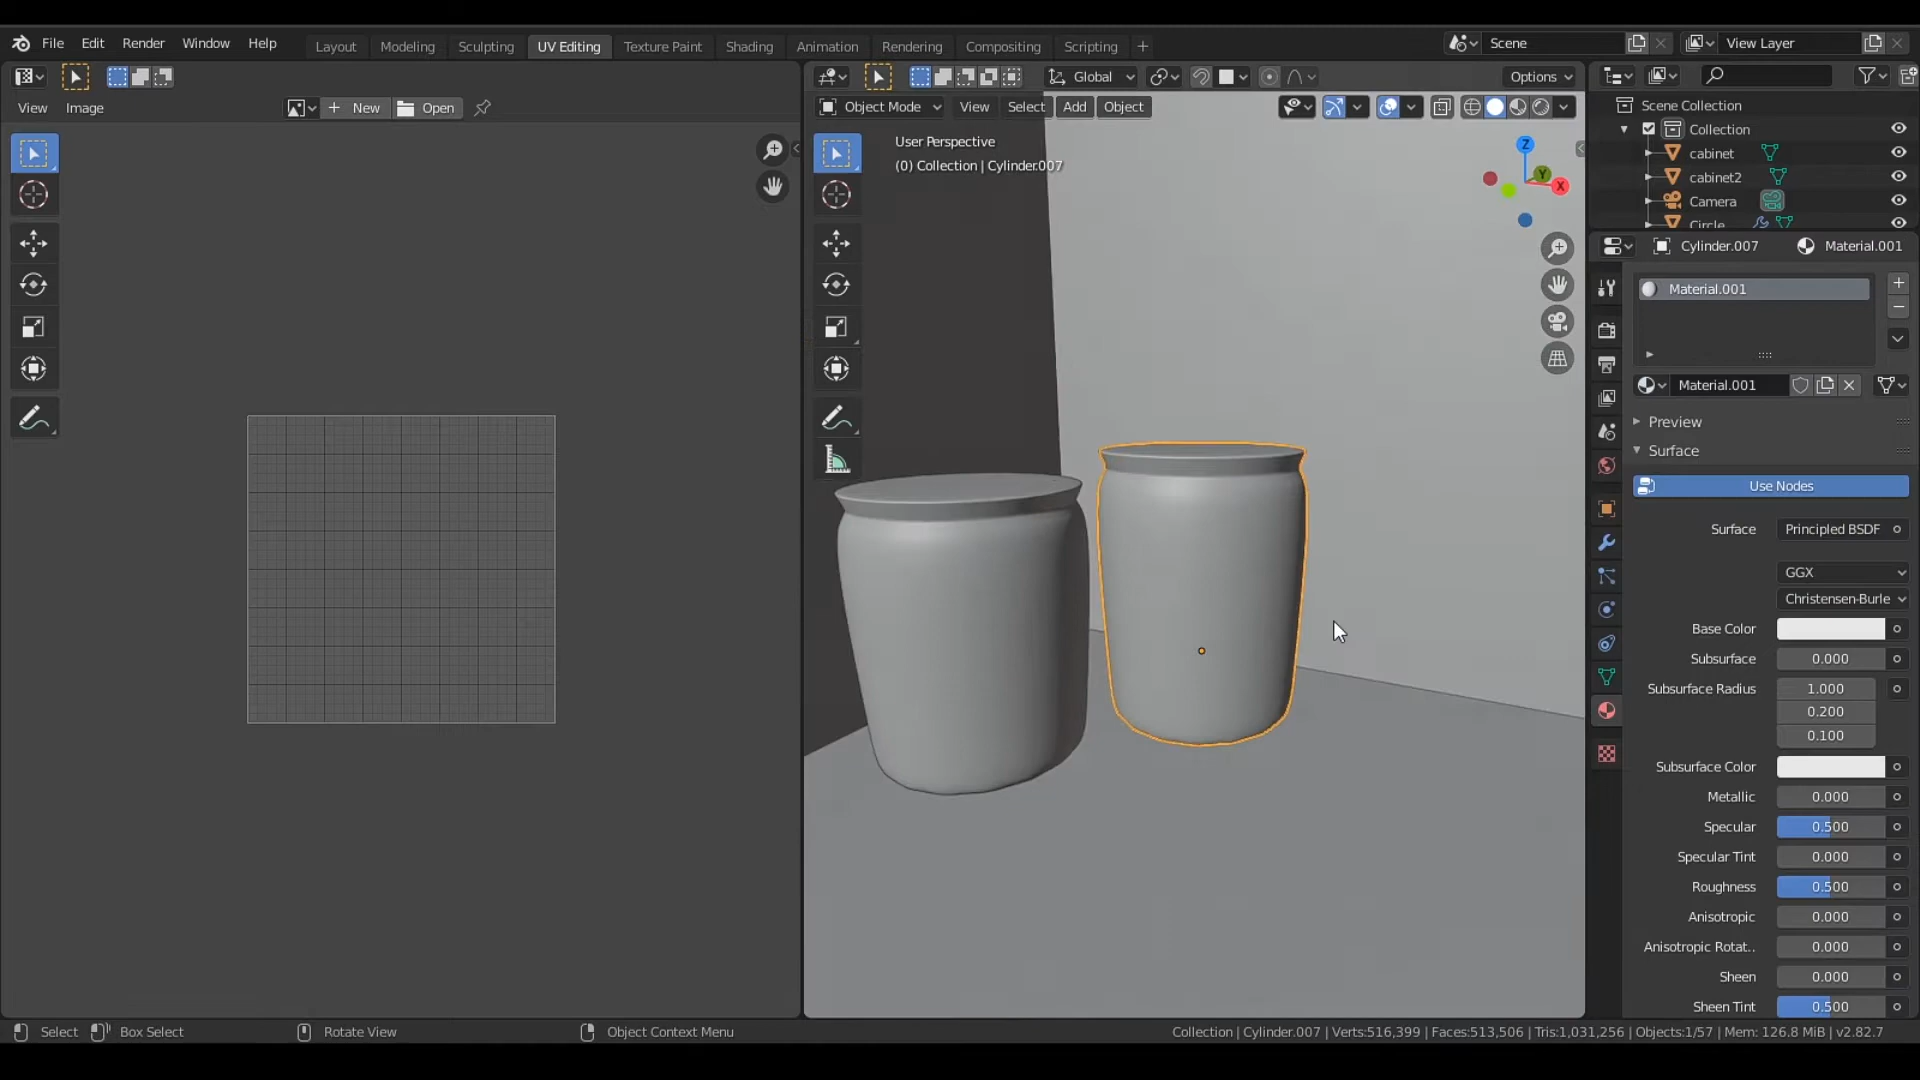 File Edit Render Window Help
Layout Modeling Sculpting UV Editing Texture Paint Shading Animation Rendering Compositing Scripting +
Scene
View Layer
View Image
+ New
Open
Global
Options
Object Mode View Select Add Object
User Perspective
(0) Collection | Cylinder.007
Z
Y
X
Scene Collection
Collection
cabinet
cabinet2
Camera
Circle
Cylinder.007 Material.001
Material.001
Material.001
Preview
Surface
Use Nodes
Surface Principled BSDF
GGX
Christensen-Burle
Base Color
Subsurface 0.000
Subsurface Radius 1.000
0.200
0.100
Subsurface Color
Metallic 0.000
Specular 0.500
Specular Tint 0.000
Roughness 0.500
Anisotropic 0.000
Anisotropic Rotat.. 0.000
Sheen 0.000
Sheen Tint 0.500
Select Box Select Rotate View Object Context Menu
Collection | Cylinder.007 | Verts:516,399 | Faces:513,506 | Tris:1,031,256 | Objects:1/57 | Mem: 126.8 MiB | v2.82.7